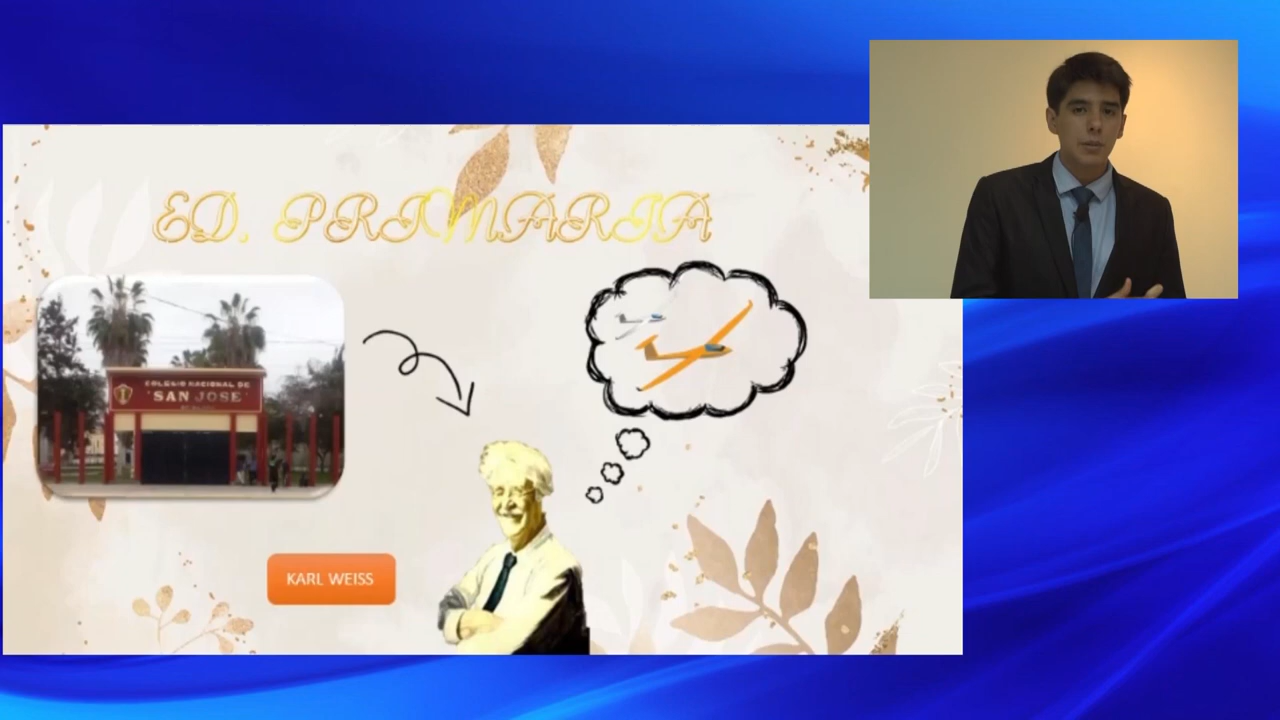 ED. PRIMARIA
COLEGIO NACIONAL DE
"SAN JOSE"
KARL WEISS